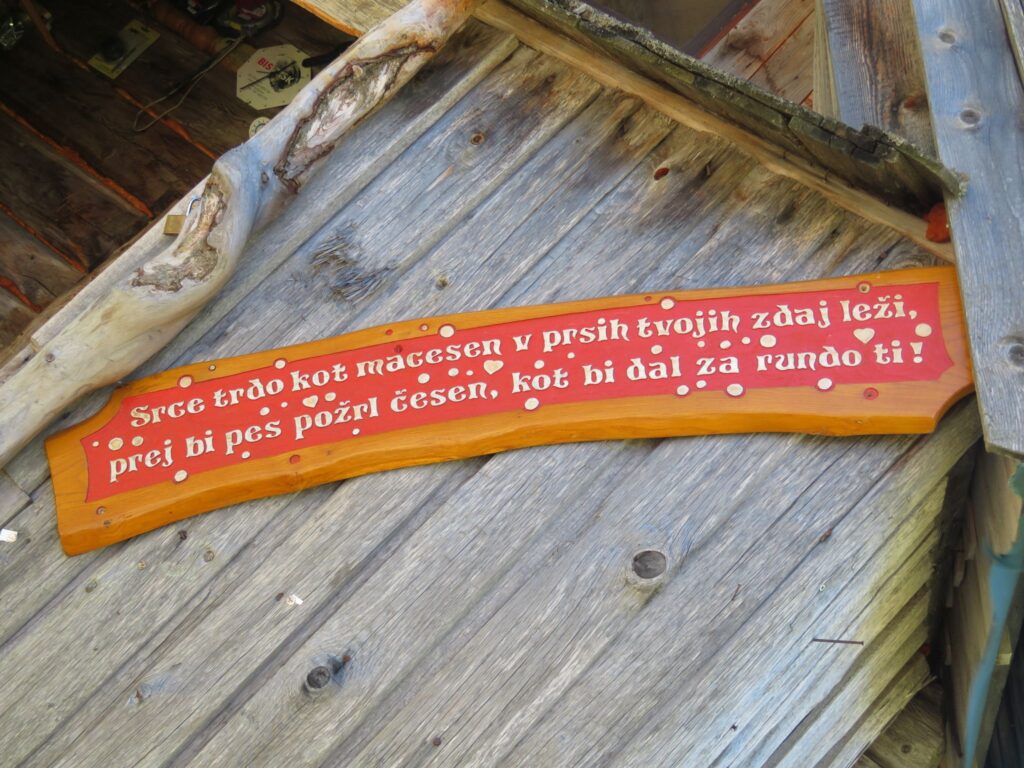 Srce trdo kot macesen v prsih tvojih zdaj leži,
prej bi pes požrl česen, kot bi dal za rundo ti!